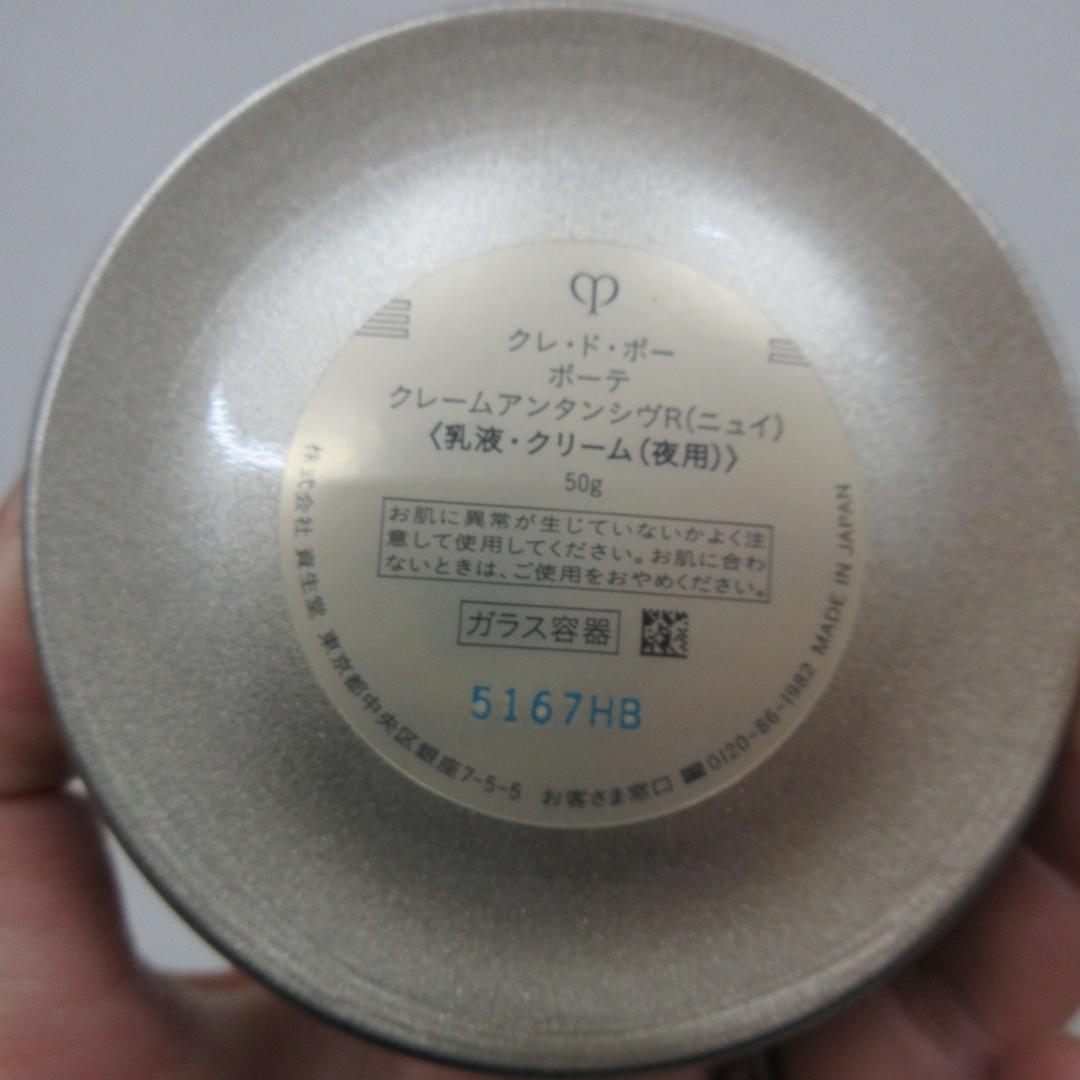 クレ・ド・ポー
ボーテ
クレームアンタンシヴR(ニュイ)
〈乳液・クリーム(夜用)〉
50g
お肌に異常が生じていないかよく注
意して使用してください。お肌に合わ
ないときは、ご使用をおやめください。
ガラス容器
5167HB
株式会社 資生堂 東京都中央区銀座7-5-5 お客さま窓口 0120-86-1982 MADE IN JAPAN